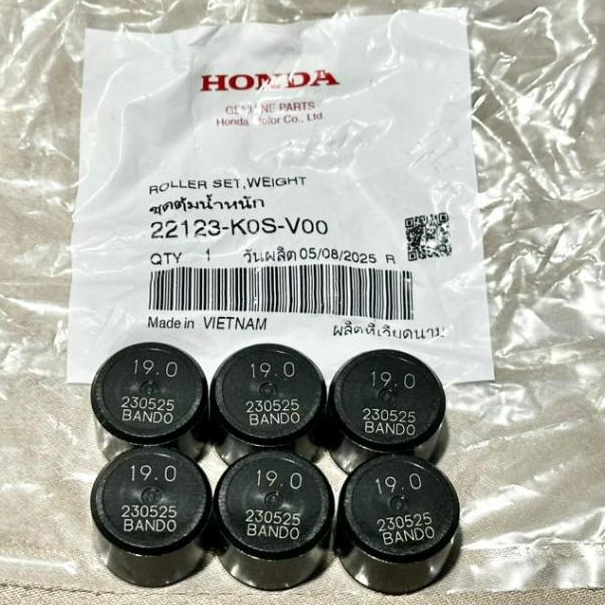 HONDA
GENUINE PARTS
Honda Motor Co., Ltd.
ROLLER SET,WEIGHT
ชุดตุ้มน้ำหนัก
22123-K0S-V00
QTY 1 วันผลิต 05/08/2025 R
Made in VIETNAM ผลิตที่เวียดนาม
19.0
230525
BANDO
19.0
230525
BANDO
19.0
230525
BANDO
19.0
230525
BANDO
19.0
230525
BANDO
19.0
230525
BANDO